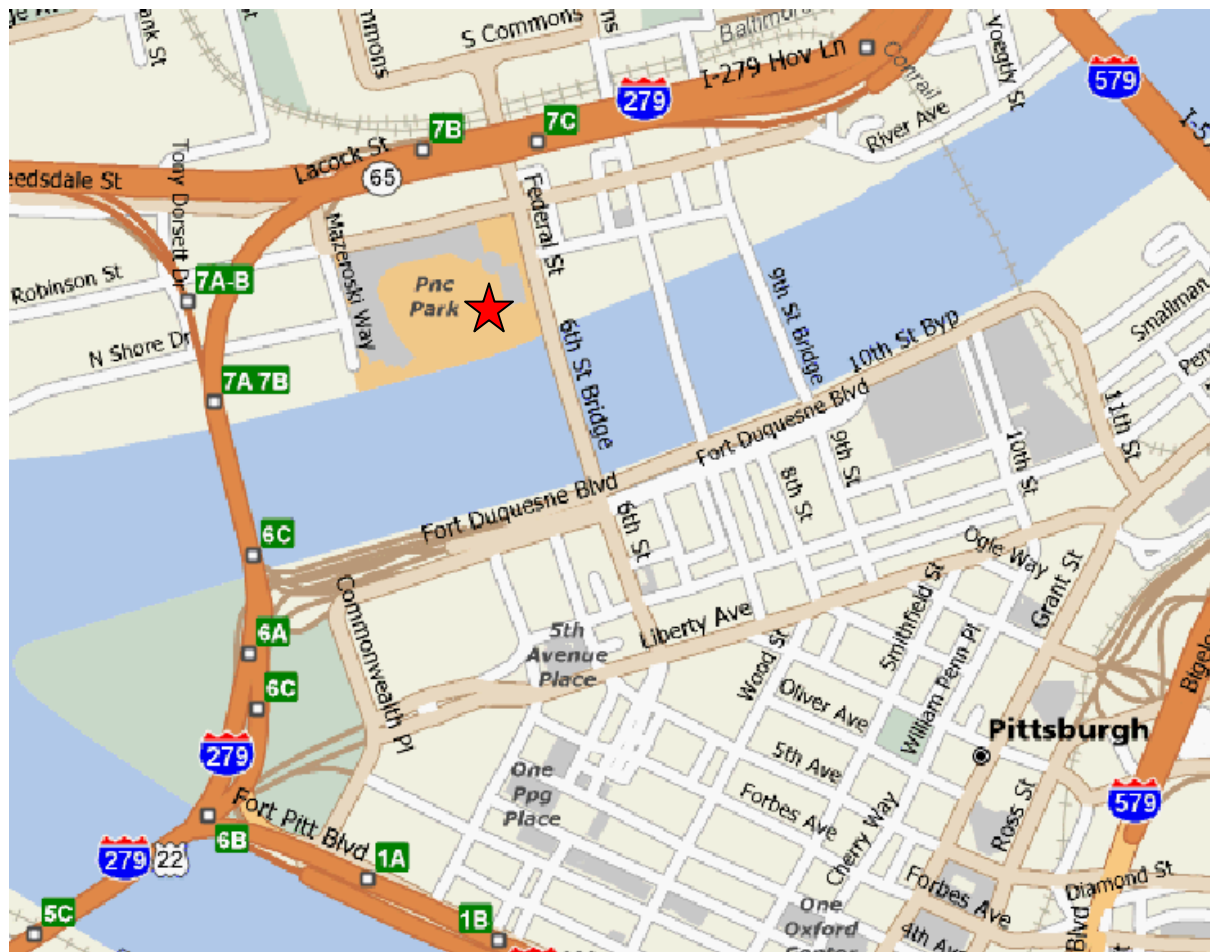 S Commons
Baltimore
Conrail
Voeghtly St
I-279 Hov Ln
279
579
7B
7C
River Ave
Lacock St
65
Tony Dorsett Dr
Mazeroski Way
Federal St
Robinson St
7A-B
Pnc
Park
N Shore Dr
7A 7B
6th St Bridge
9th St Bridge
10th St Byp
Smallman
11th St
Fort Duquesne Blvd
Fort Duquesne Blvd
9th St
8th St
10th St
6th St
6C
Ogle Way
Grant St
Commonwealth Pl
6A
5th
Avenue
Place
Liberty Ave
Wood St
Smithfield St
William Penn Pl
6C
Oliver Ave
279
Pittsburgh
5th Ave
One
Ppg
Place
Forbes Ave
Cherry Way
Ross St
579
Fort Pitt Blvd
6B
279
22
1A
Forbes Ave
Diamond St
5C
1B
One
Oxford
4th Ave
Blvd